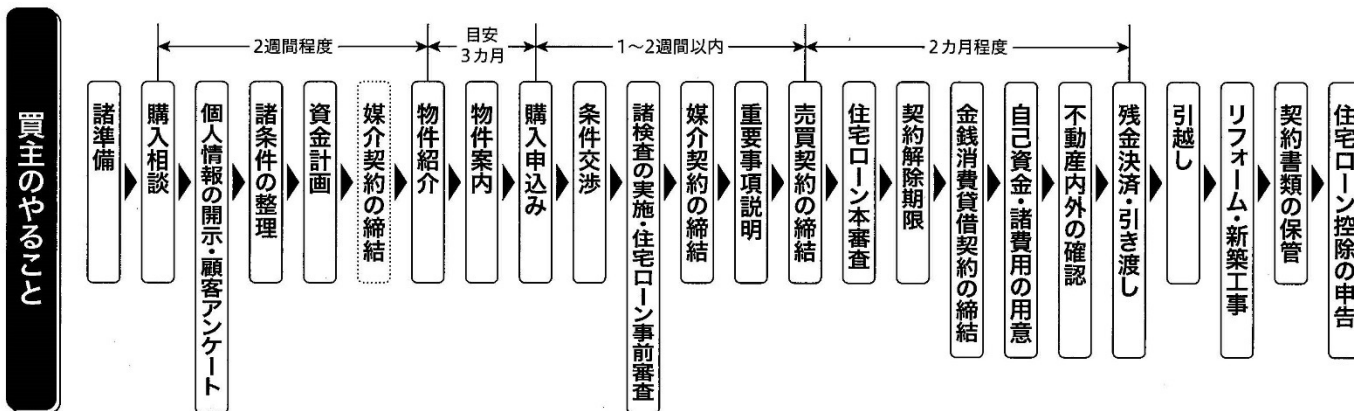 買主のやること
2週間程度
目安
3カ月
1～2週間以内
2カ月程度
諸準備
購入相談
個人情報の開示・顧客アンケート
諸条件の整理
資金計画
媒介契約の締結
物件紹介
物件案内
購入申込み
条件交渉
諸検査の実施・住宅ローン事前審査
媒介契約の締結
重要事項説明
売買契約の締結
住宅ローン本審査
契約解除期限
金銭消費貸借契約の締結
自己資金・諸費用の用意
不動産内外の確認
残金決済・引き渡し
引越し
リフォーム・新築工事
契約書類の保管
住宅ローン控除の申告